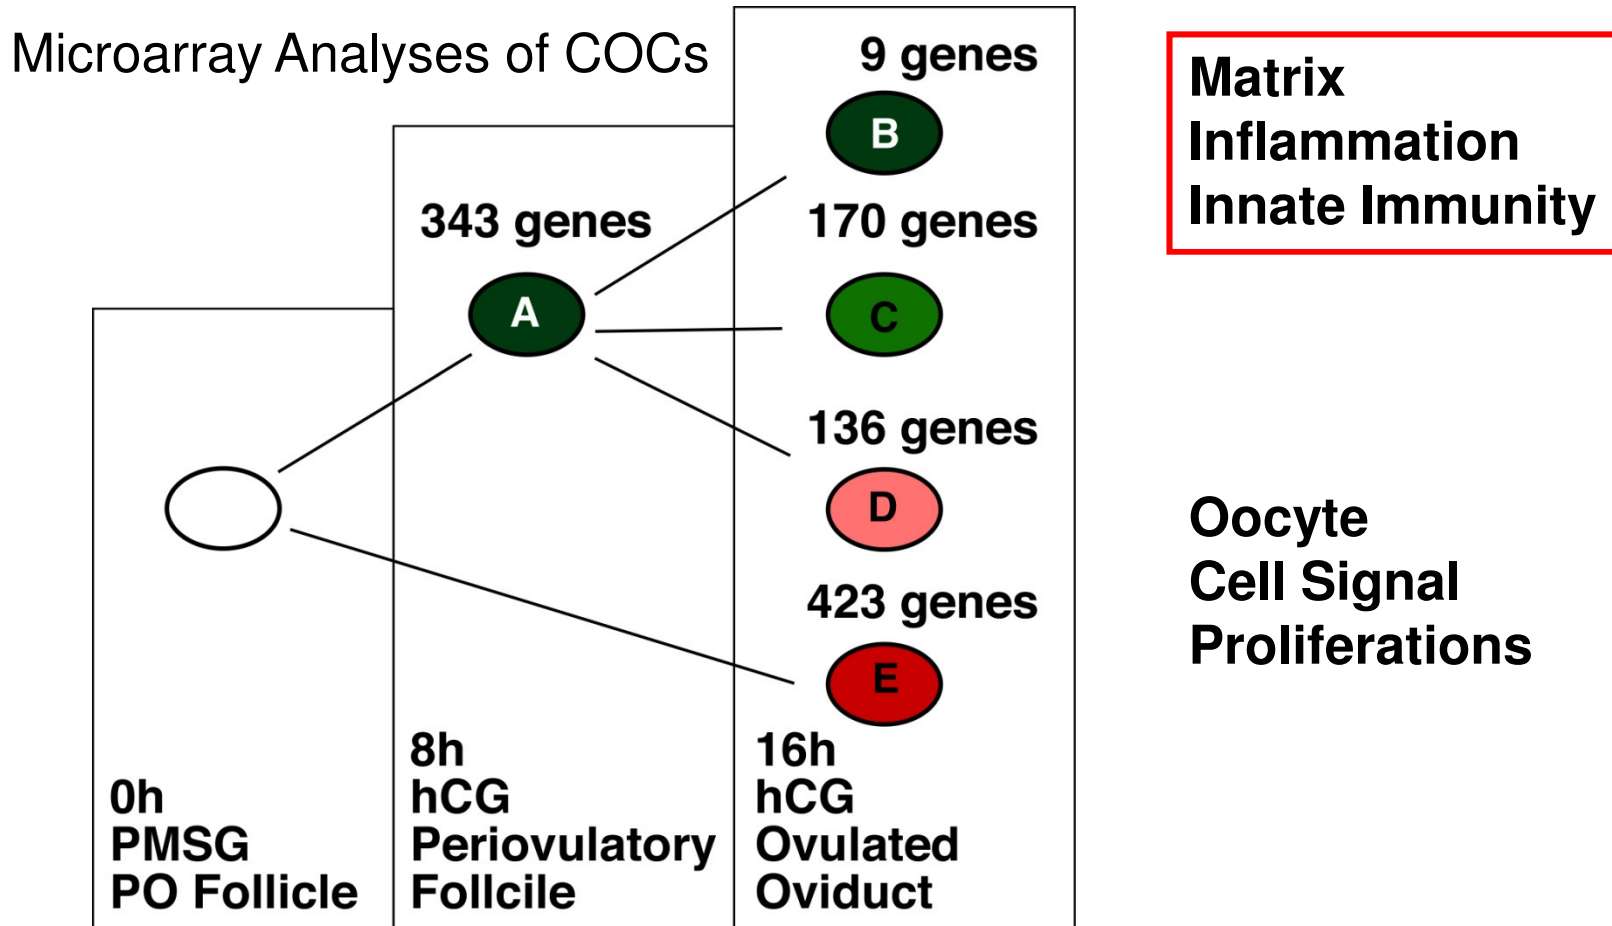 Microarray Analyses of COCs
9 genes
B
343 genes
170 genes
A
C
136 genes
D
423 genes
E
0h
PMSG
PO Follicle
8h
hCG
Periovulatory
Follcile
16h
hCG
Ovulated
Oviduct
Matrix
Inflammation
Innate Immunity
Oocyte
Cell Signal
Proliferations